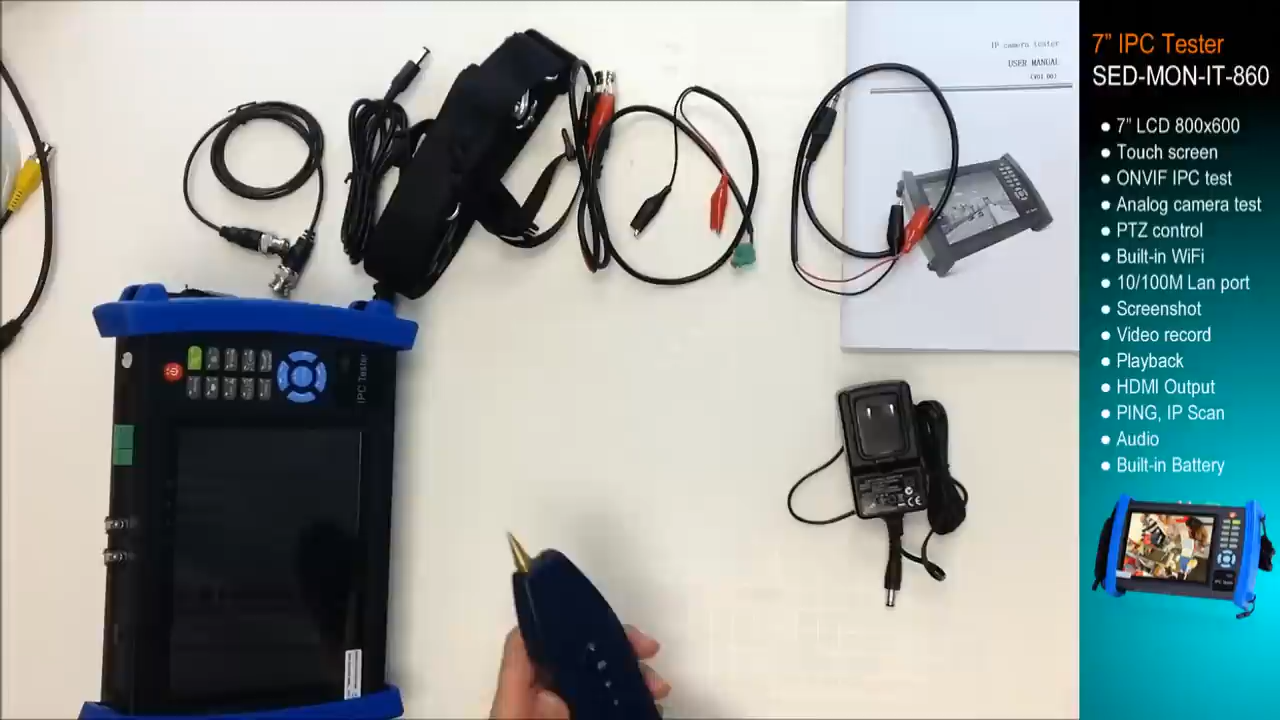 IP camera tester
USER MANUAL
IPC Tester
7” IPC Tester
SED-MON-IT-860
● 7” LCD 800x600
● Touch screen
● ONVIF IPC test
● Analog camera test
● PTZ control
● Built-in WiFi
● 10/100M Lan port
● Screenshot
● Video record
● Playback
● HDMI Output
● PING, IP Scan
● Audio
● Built-in Battery